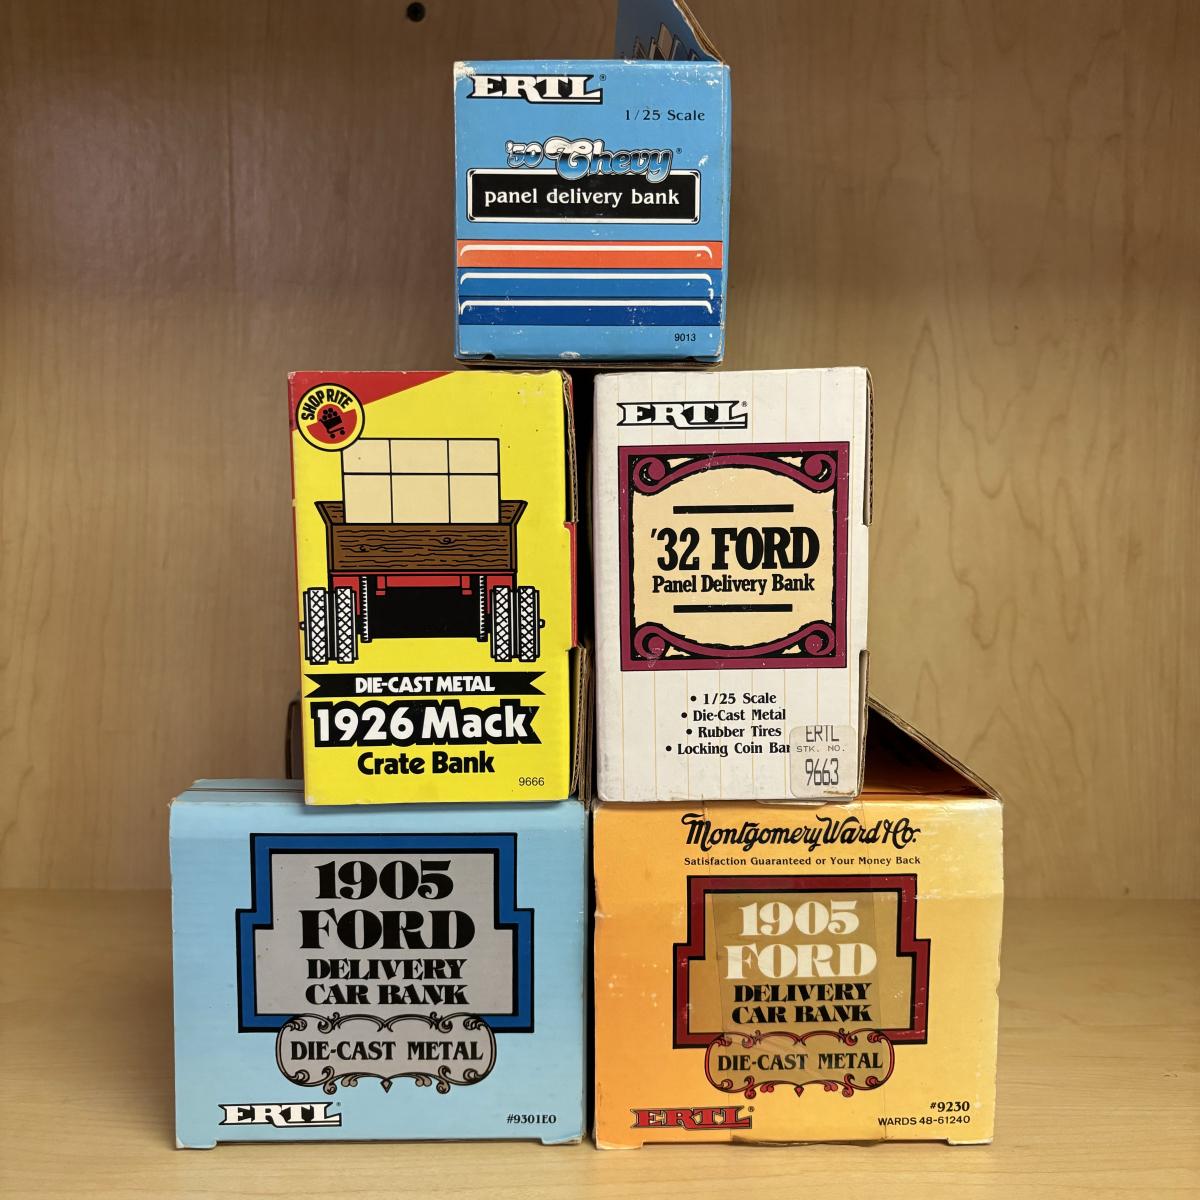 ERTL®
1/25 Scale
'50 Chevy®
panel delivery bank
9013
SHOP RITE
DIE-CAST METAL
1926 Mack
Crate Bank
9666
ERTL®
'32 FORD
Panel Delivery Bank
• 1/25 Scale
• Die-Cast Metal
• Rubber Tires
• Locking Coin Bar
ERTL
STK. NO.
9663
1905
FORD
DELIVERY
CAR BANK
DIE-CAST METAL
ERTL®
#9301EO
Montgomery Ward & Co.
Satisfaction Guaranteed or Your Money Back
1905
FORD
DELIVERY
CAR BANK
DIE-CAST METAL
ERTL®
#9230
WARDS 48-61240